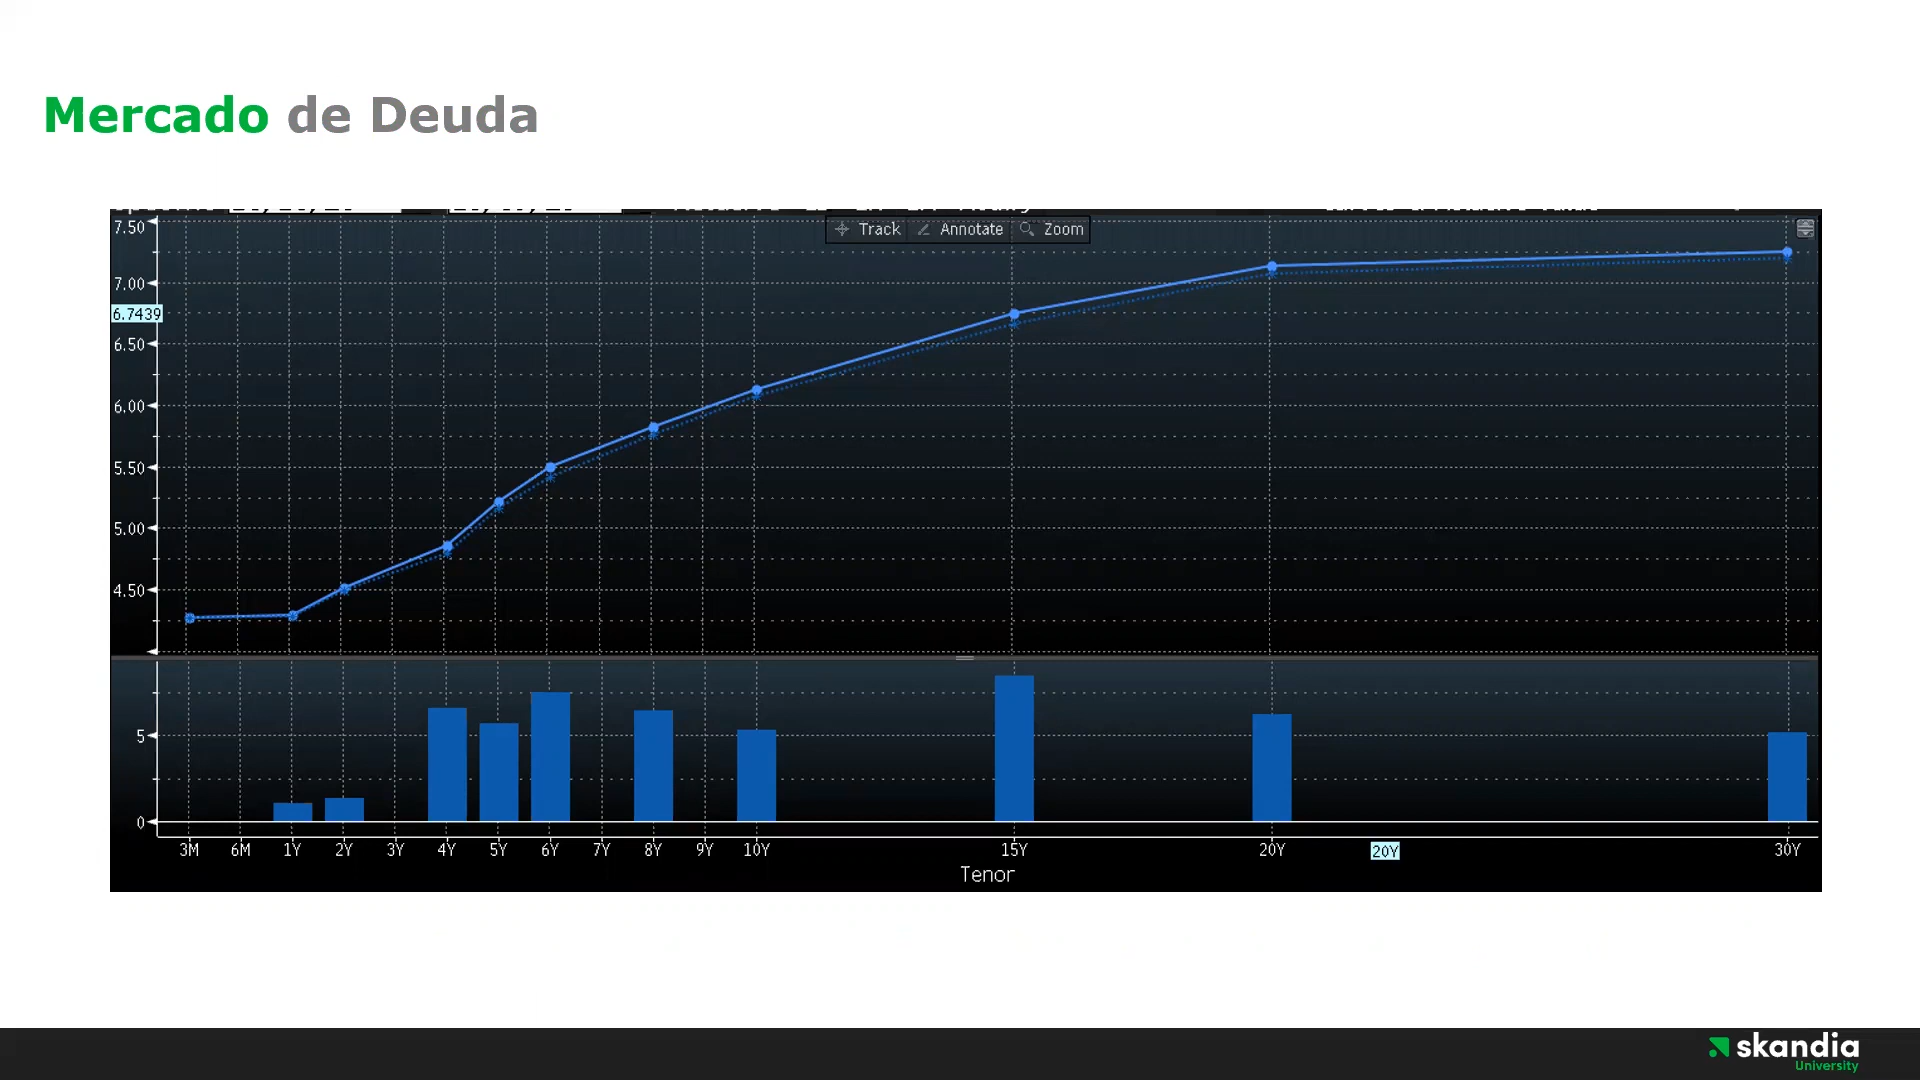 Mercado de Deuda
Track Annotate Zoom
7.50
7.00
6.7439
6.50
6.00
5.50
5.00
4.50
5
0
3M 6M 1Y 2Y 3Y 4Y 5Y 6Y 7Y 8Y 9Y 10Y 15Y 20Y 20Y 30Y
Tenor
skandia
University